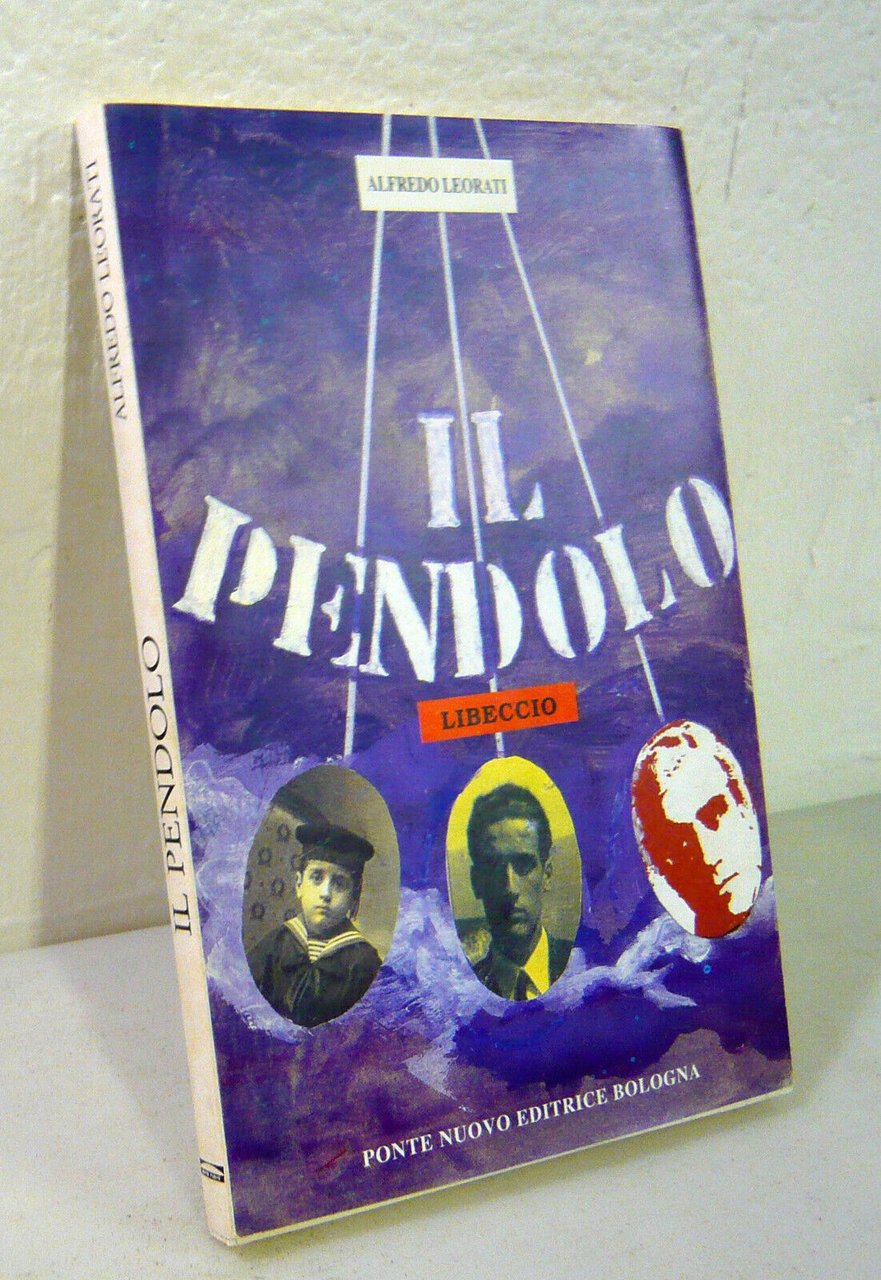 ALFREDO LEORATI
IL
PENDOLO
LIBECCIO
PONTE NUOVO EDITRICE BOLOGNA
ALFREDO LEORATI
IL PENDOLO